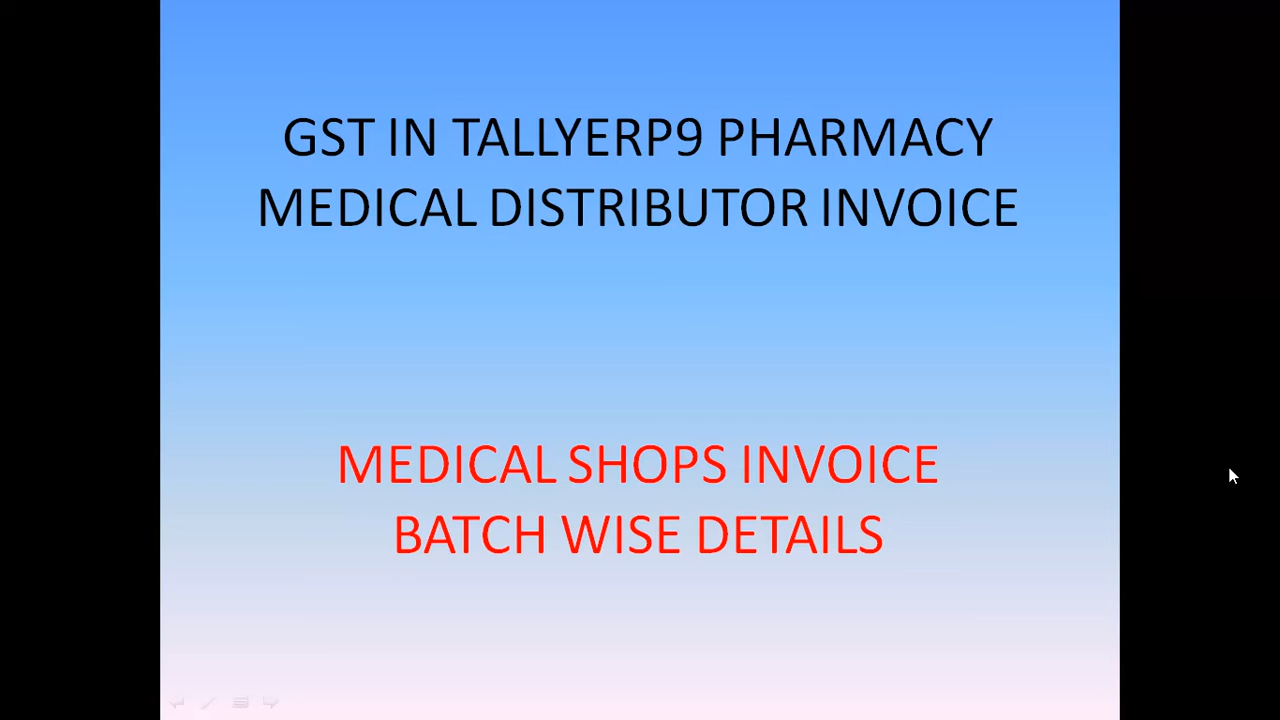 GST IN TALLYERP9 PHARMACY
MEDICAL DISTRIBUTOR INVOICE
MEDICAL SHOPS INVOICE
BATCH WISE DETAILS